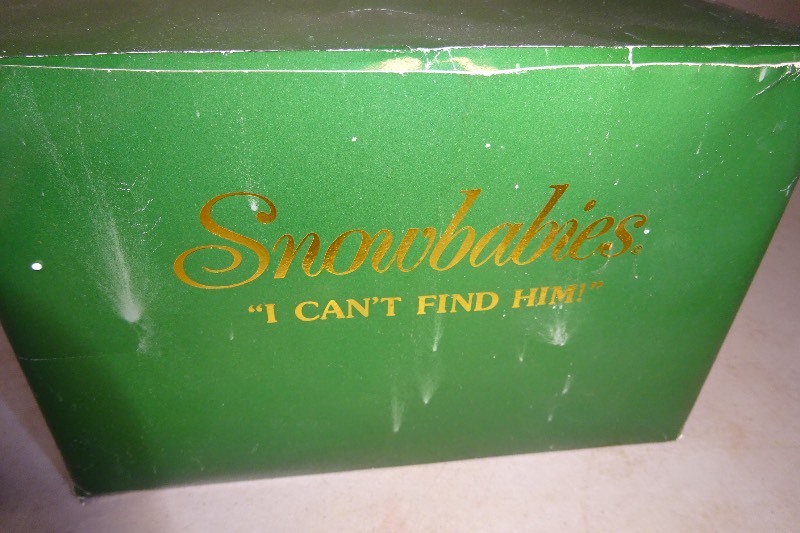 Snowbabies.
“I CAN'T FIND HIM!”